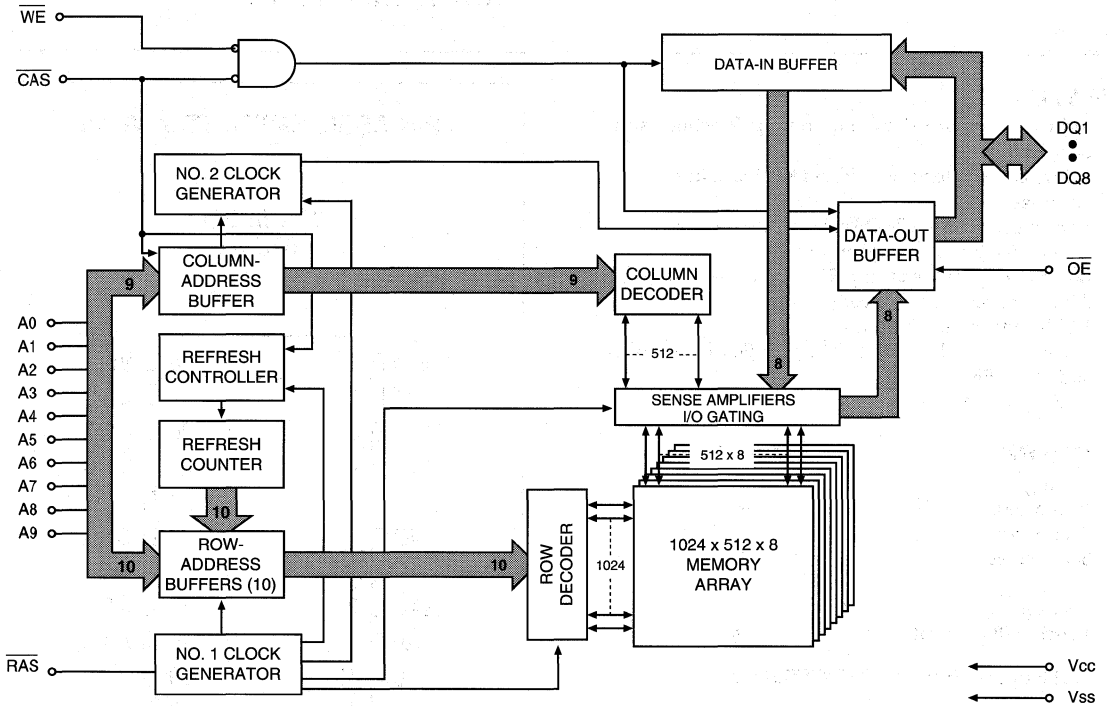 WE
CAS
DATA-IN BUFFER
DQ1
DQ8
NO. 2 CLOCK
GENERATOR
DATA-OUT
BUFFER
OE
COLUMN-
ADDRESS
BUFFER
9
9
COLUMN
DECODER
8
A0
A1
A2
A3
A4
A5
A6
A7
A8
A9
REFRESH
CONTROLLER
512
8
SENSE AMPLIFIERS
I/O GATING
REFRESH
COUNTER
512 x 8
10
ROW-
ADDRESS
BUFFERS (10)
10
10
ROW
DECODER
1024
1024 x 512 x 8
MEMORY
ARRAY
RAS
NO. 1 CLOCK
GENERATOR
Vcc
Vss